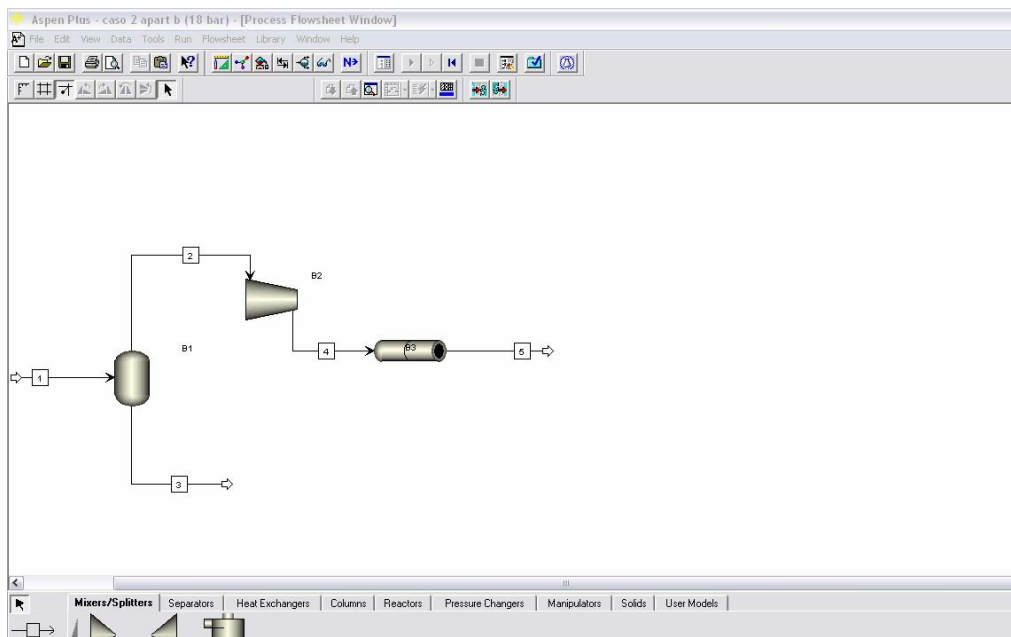 Aspen Plus - caso 2 apart b (18 bar) - [Process Flowsheet Window]
File Edit View Data Tools Run Flowsheet Library Window Help
N>
2
B2
B1
4
B3
5
1
3
Mixers/Splitters Separators Heat Exchangers Columns Reactors Pressure Changers Manipulators Solids User Models